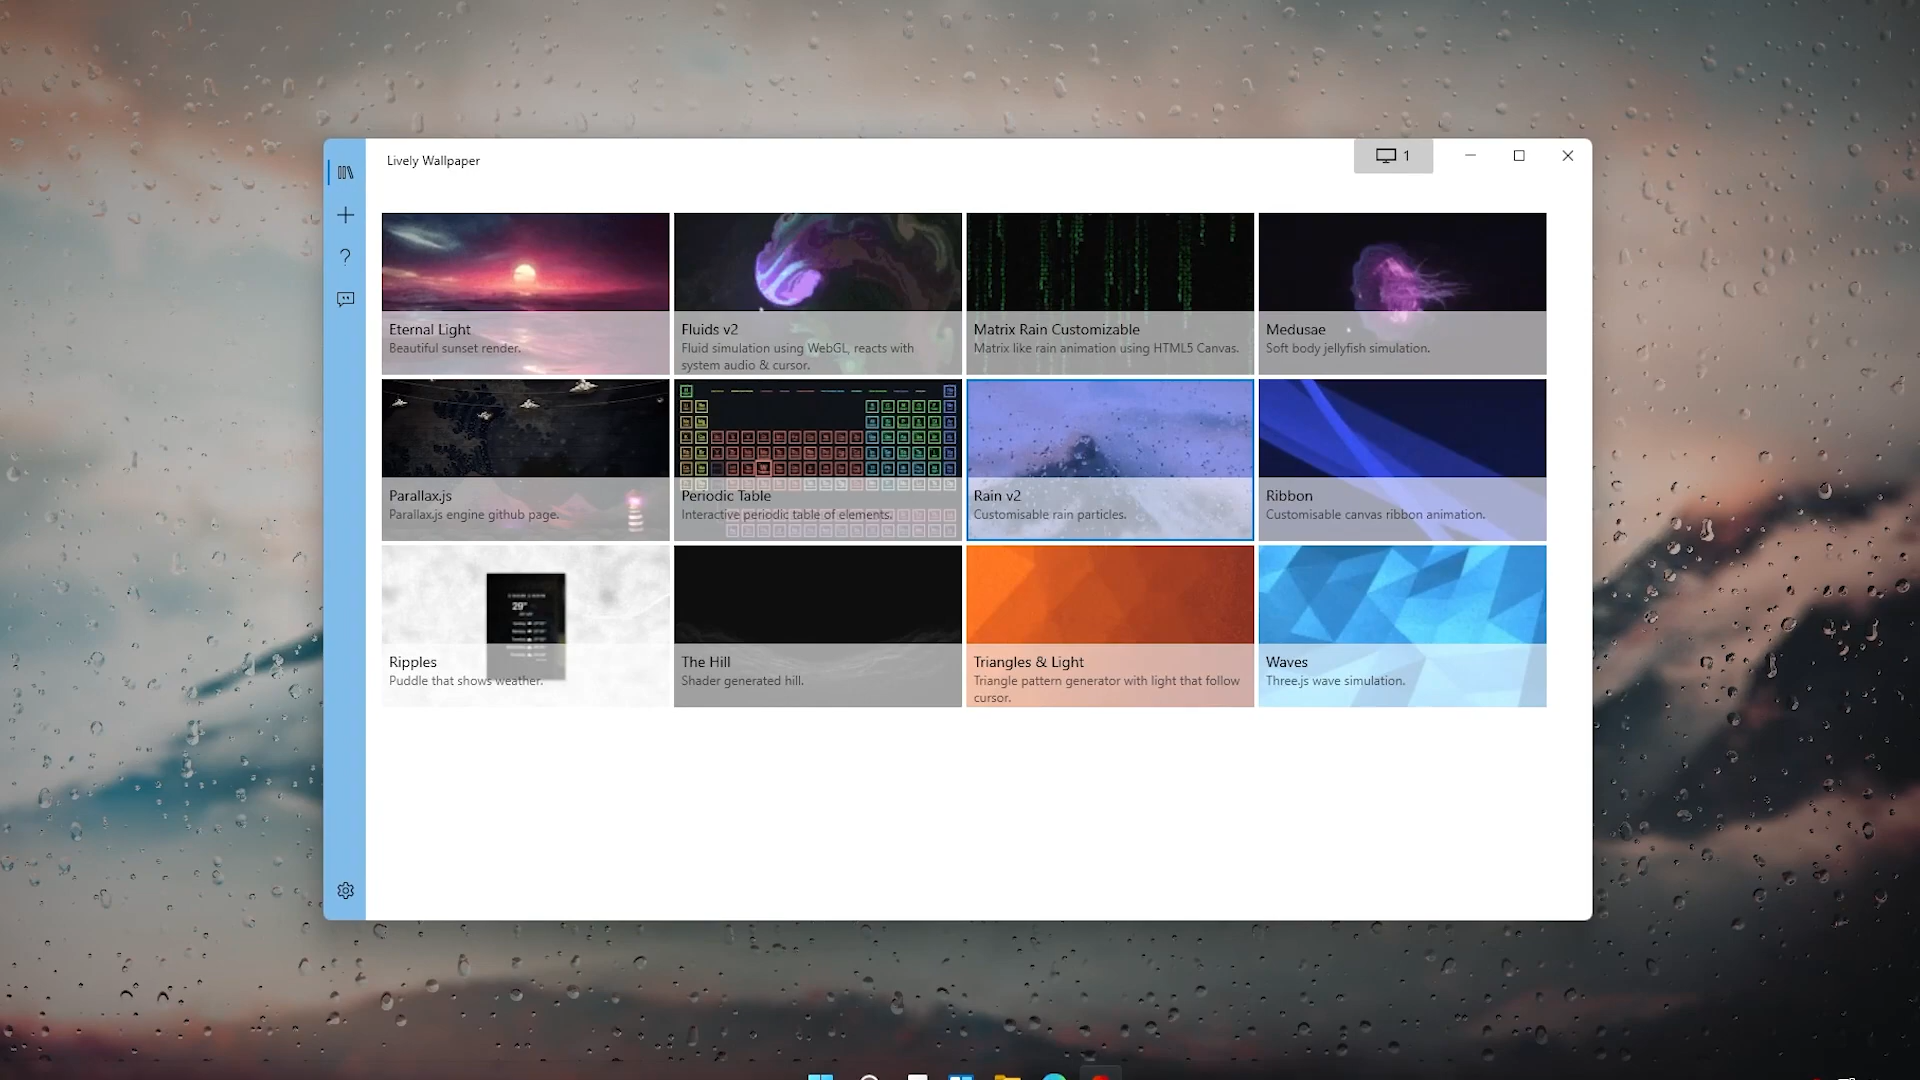 Lively Wallpaper
1
Eternal Light
Beautiful sunset render.
Fluids v2
Fluid simulation using WebGL, reacts with
system audio & cursor.
Matrix Rain Customizable
Matrix like rain animation using HTML5 Canvas.
Medusae
Soft body jellyfish simulation.
Parallax.js
Parallax.js engine github page.
Periodic Table
Interactive periodic table of elements.
Rain v2
Customisable rain particles.
Ribbon
Customisable canvas ribbon animation.
29°
Ripples
Puddle that shows weather.
The Hill
Shader generated hill.
Triangles & Light
Triangle pattern generator with light that follow
cursor.
Waves
Three.js wave simulation.